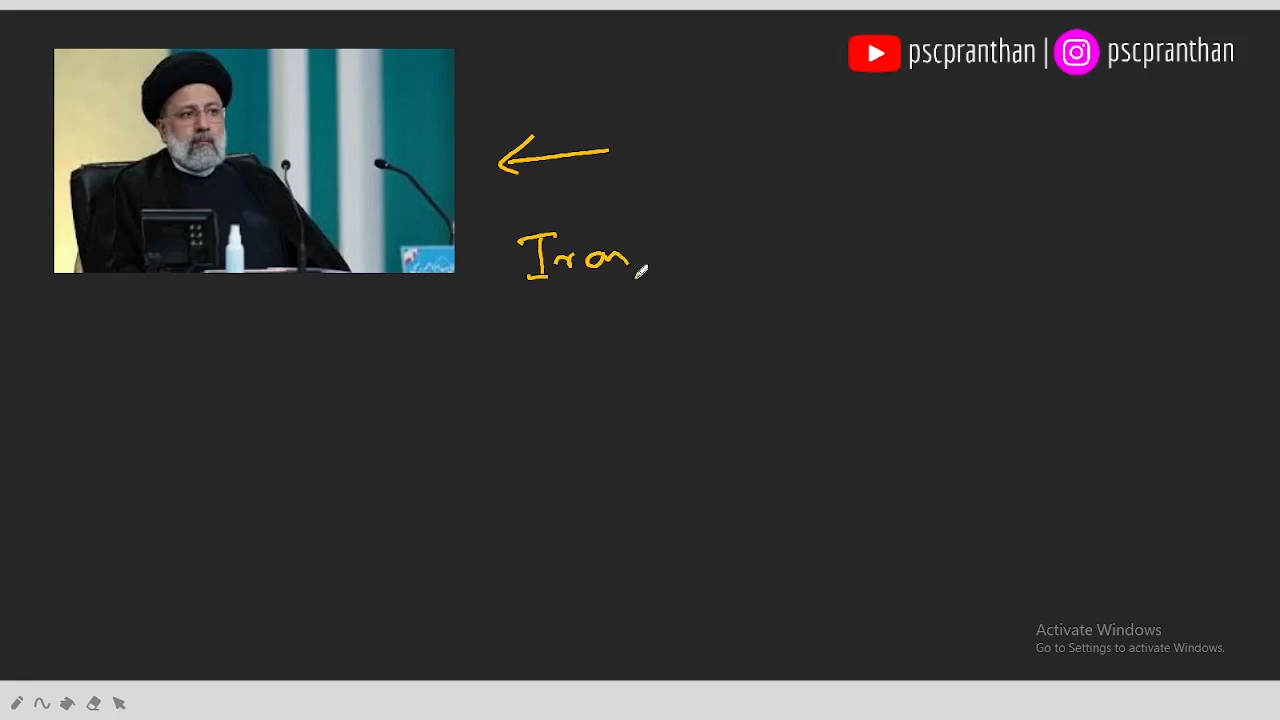 pscpranthan | pscpranthan
Iran
Activate Windows
Go to Settings to activate Windows.